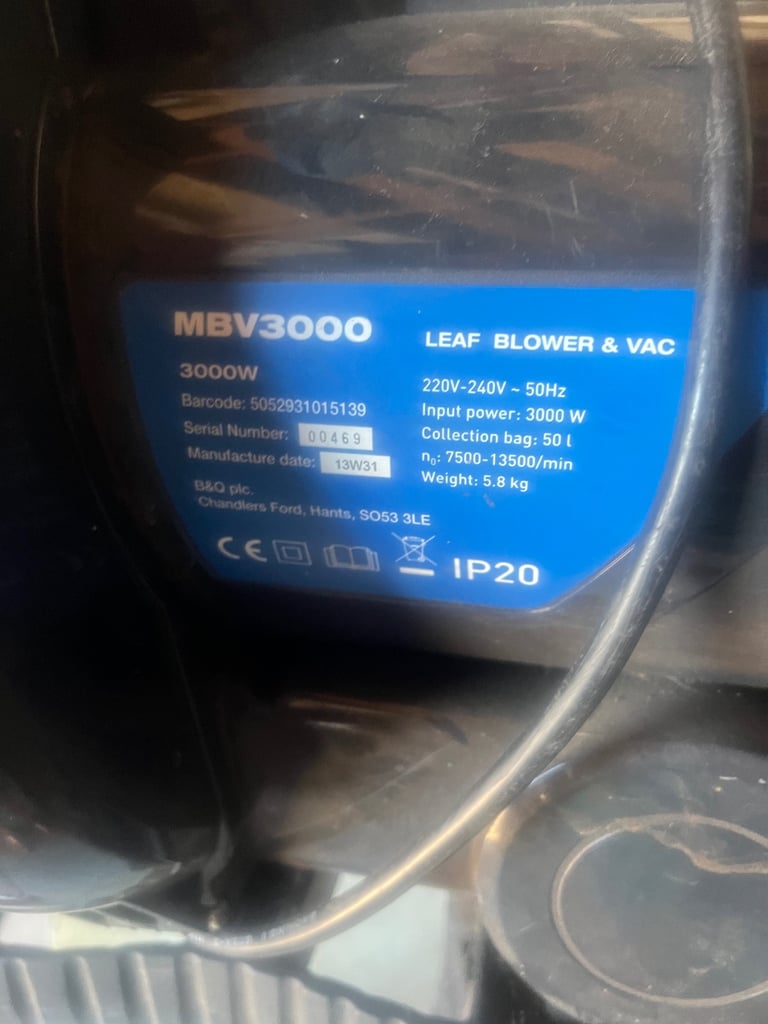 MBV3000
3000W
Barcode: 5052931015139
Serial Number: 00469
Manufacture date: 13W31
B&Q plc.
Chandlers Ford, Hants, SO53 3LE
LEAF BLOWER & VAC
220V-240V ~ 50Hz
Input power: 3000 W
Collection bag: 50 l
n₀: 7500-13500/min
Weight: 5.8 kg
CE
IP20